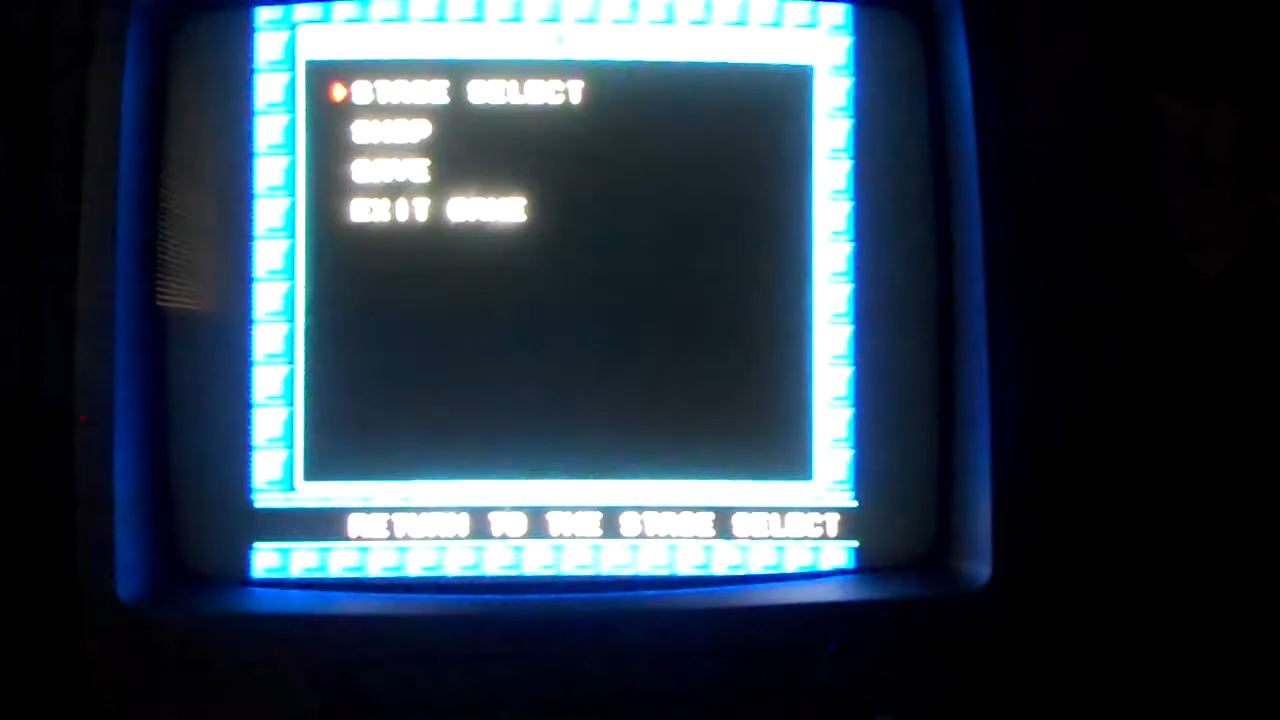 STAGE SELECT
SHOP
SAVE
EXIT GAME
RETURN TO THE STAGE SELECT